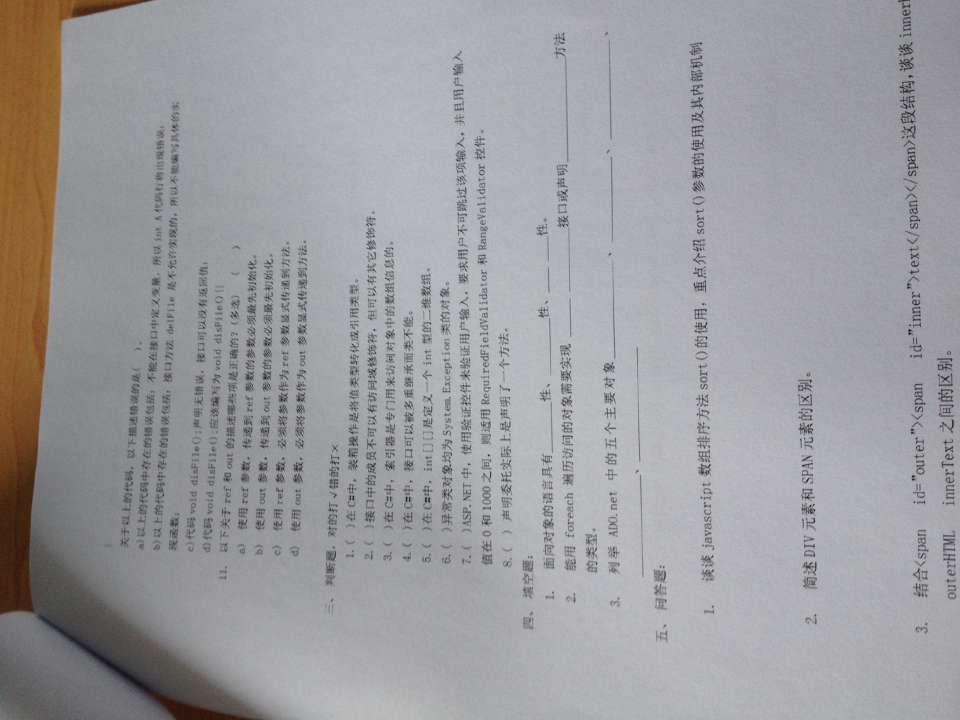 关于以上的代码，以下描述错误的是(　)。
a)以上的代码中存在的错误包括：不能在接口中定义变量，所以 int A 代码行将出现错误；
b)以上的代码中存在的错误包括：接口方法 delFile 是不允许实现的，所以不能编写具体的实
现函数；
c)代码 void disFile();声明无错误，接口可以没有返回值；
d)代码 void disFile();应该编写为 void disFile(){}
11. 以下关于 ref 和 out 的描述哪些项是正确的？(多选) (　)
a) 使用 ref 参数，传递到 ref 参数的参数必须最先初始化。
b) 使用 out 参数，传递到 out 参数的参数必须最先初始化。
c) 使用 ref 参数，必须将参数作为 ref 参数显式传递到方法。
d) 使用 out 参数，必须将参数作为 out 参数显式传递到方法。
三、 判断题，对的打√错的打×
1.(　)在 C#中，装箱操作是将值类型转化成引用类型。
2.(　)接口中的成员不可以有访问域修饰符，但可以有其它修饰符。
3.(　)在 C#中，索引器是专门用来访问对象中的数组信息的。
4.(　)在 C#中，接口可以被多重继承而类不能。
5.(　)在 C#中，int[][]是定义一个 int 型的二维数组。
6.(　)异常类对象均为 System.Exception 类的对象。
7.(　)ASP.NET 中，使用验证控件来验证用户输入，要求用户不可跳过该项输入，并且用户输入
值在 0 和 1000 之间，则适用 RequiredFieldValidator 和 RangeValidator 控件。
8.(　) 声明委托实际上是声明了一个方法。
四、 填空题：
1. 面向对象的语言具有________性、_________性、____ ____性。
2. 能用 foreach 遍历访问的对象需要实现 ______ __________接口或声明________________方法
的类型。
3. 列举 ADO.net 中的五个主要对象______________、____________、______________、
______________、________________
五、 问答题：
1. 谈谈 javascript 数组排序方法 sort()的使用，重点介绍 sort()参数的使用及其内部机制
2. 简述 DIV 元素和 SPAN 元素的区别。
3. 结合<span id="outer"><span id="inner">text</span></span>这段结构,谈谈 innerH
outerHTML innerText 之间的区别。